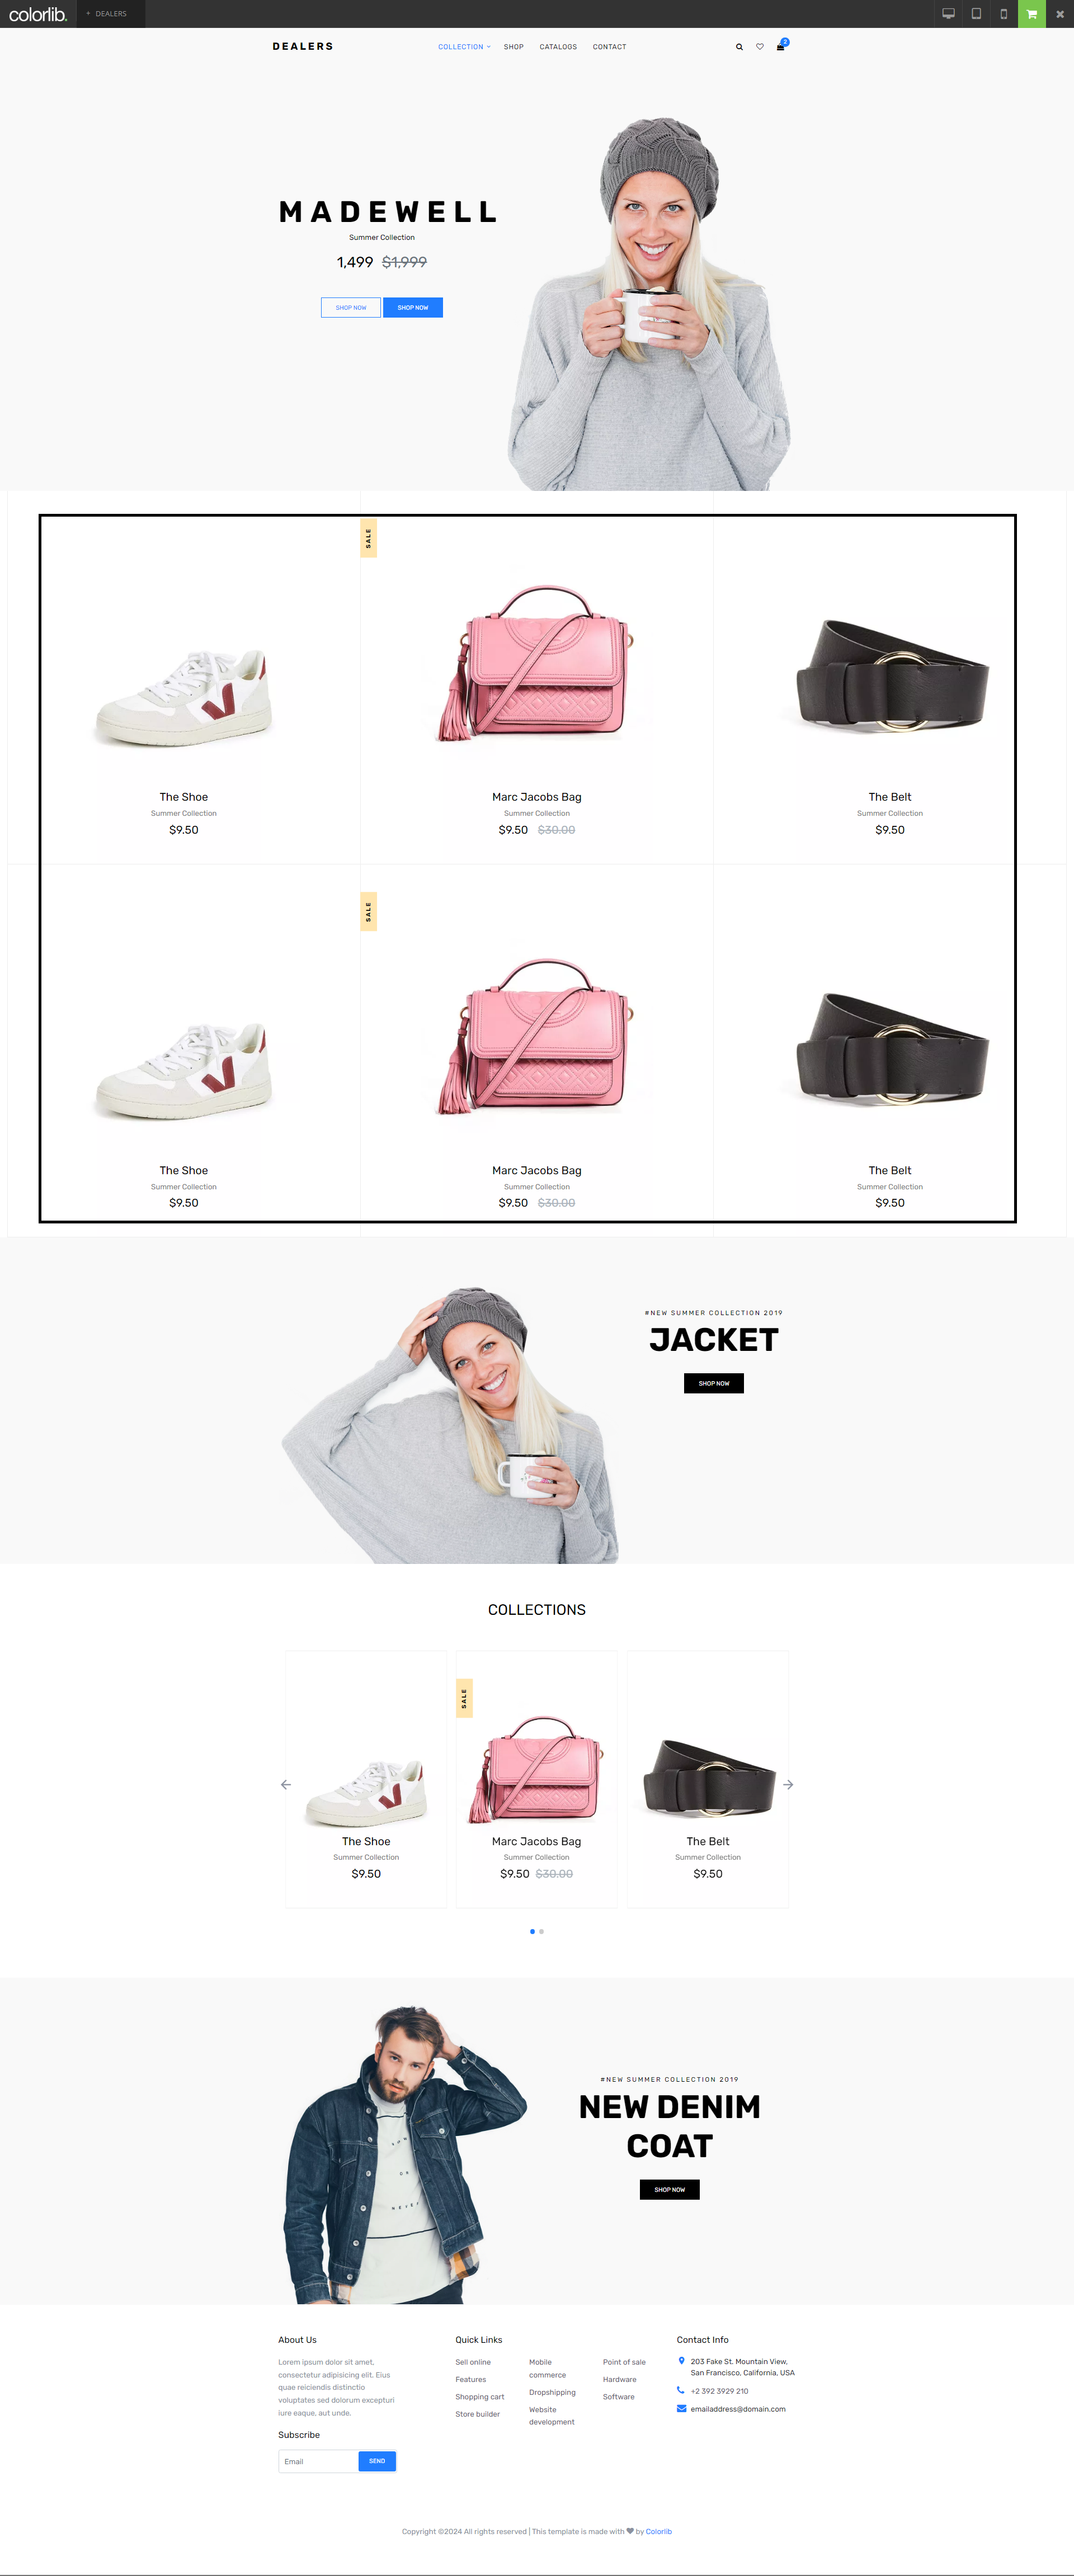 colorlib.
+ DEALERS
DEALERS
COLLECTION
SHOP
CATALOGS
CONTACT
2
MADEWELL
Summer Collection
1,499 $1,999
SHOP NOW
SHOP NOW
SALE
The Shoe
Summer Collection
$9.50
Marc Jacobs Bag
Summer Collection
$9.50 $30.00
The Belt
Summer Collection
$9.50
SALE
The Shoe
Summer Collection
$9.50
Marc Jacobs Bag
Summer Collection
$9.50 $30.00
The Belt
Summer Collection
$9.50
#NEW SUMMER COLLECTION 2019
JACKET
SHOP NOW
COLLECTIONS
SALE
The Shoe
Summer Collection
$9.50
Marc Jacobs Bag
Summer Collection
$9.50 $30.00
The Belt
Summer Collection
$9.50
#NEW SUMMER COLLECTION 2019
NEW DENIM
COAT
SHOP NOW
About Us
Lorem ipsum dolor sit amet,
consectetur adipisicing elit. Eius
quae reiciendis distinctio
voluptates sed dolorum excepturi
iure eaque, aut unde.
Subscribe
Email
SEND
Quick Links
Sell online
Features
Shopping cart
Store builder
Mobile
commerce
Dropshipping
Website
development
Point of sale
Hardware
Software
Contact Info
203 Fake St. Mountain View,
San Francisco, California, USA
+2 392 3929 210
emailaddress@domain.com
Copyright ©2024 All rights reserved | This template is made with ♥ by Colorlib